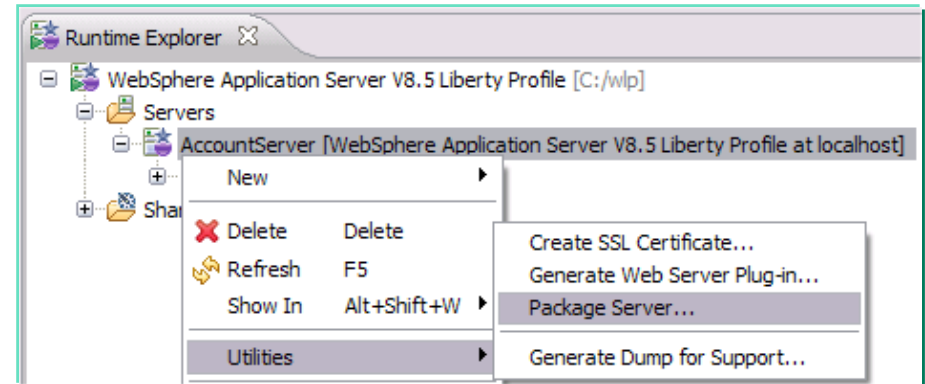 Runtime Explorer
WebSphere Application Server V8.5 Liberty Profile [C:/wlp]
Servers
AccountServer [WebSphere Application Server V8.5 Liberty Profile at localhost]
New
Shar
Delete Delete
Refresh F5
Show In Alt+Shift+W
Utilities
Create SSL Certificate...
Generate Web Server Plug-in...
Package Server...
Generate Dump for Support...